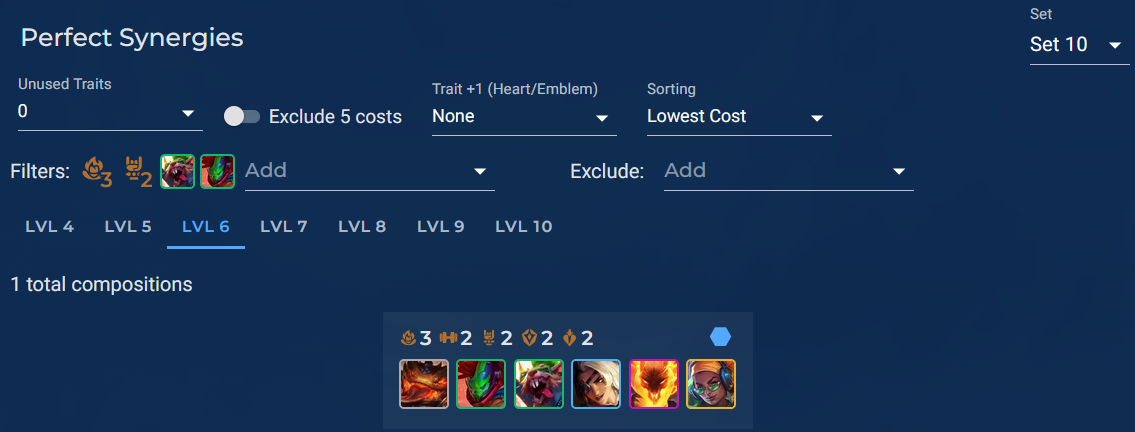 Perfect Synergies
Set
Set 10
Unused Traits
0
Exclude 5 costs
Trait +1 (Heart/Emblem)
None
Sorting
Lowest Cost
Filters: 3 2 Add
Exclude: Add
LVL 4 LVL 5 LVL 6 LVL 7 LVL 8 LVL 9 LVL 10
1 total compositions
3 2 2 2 2